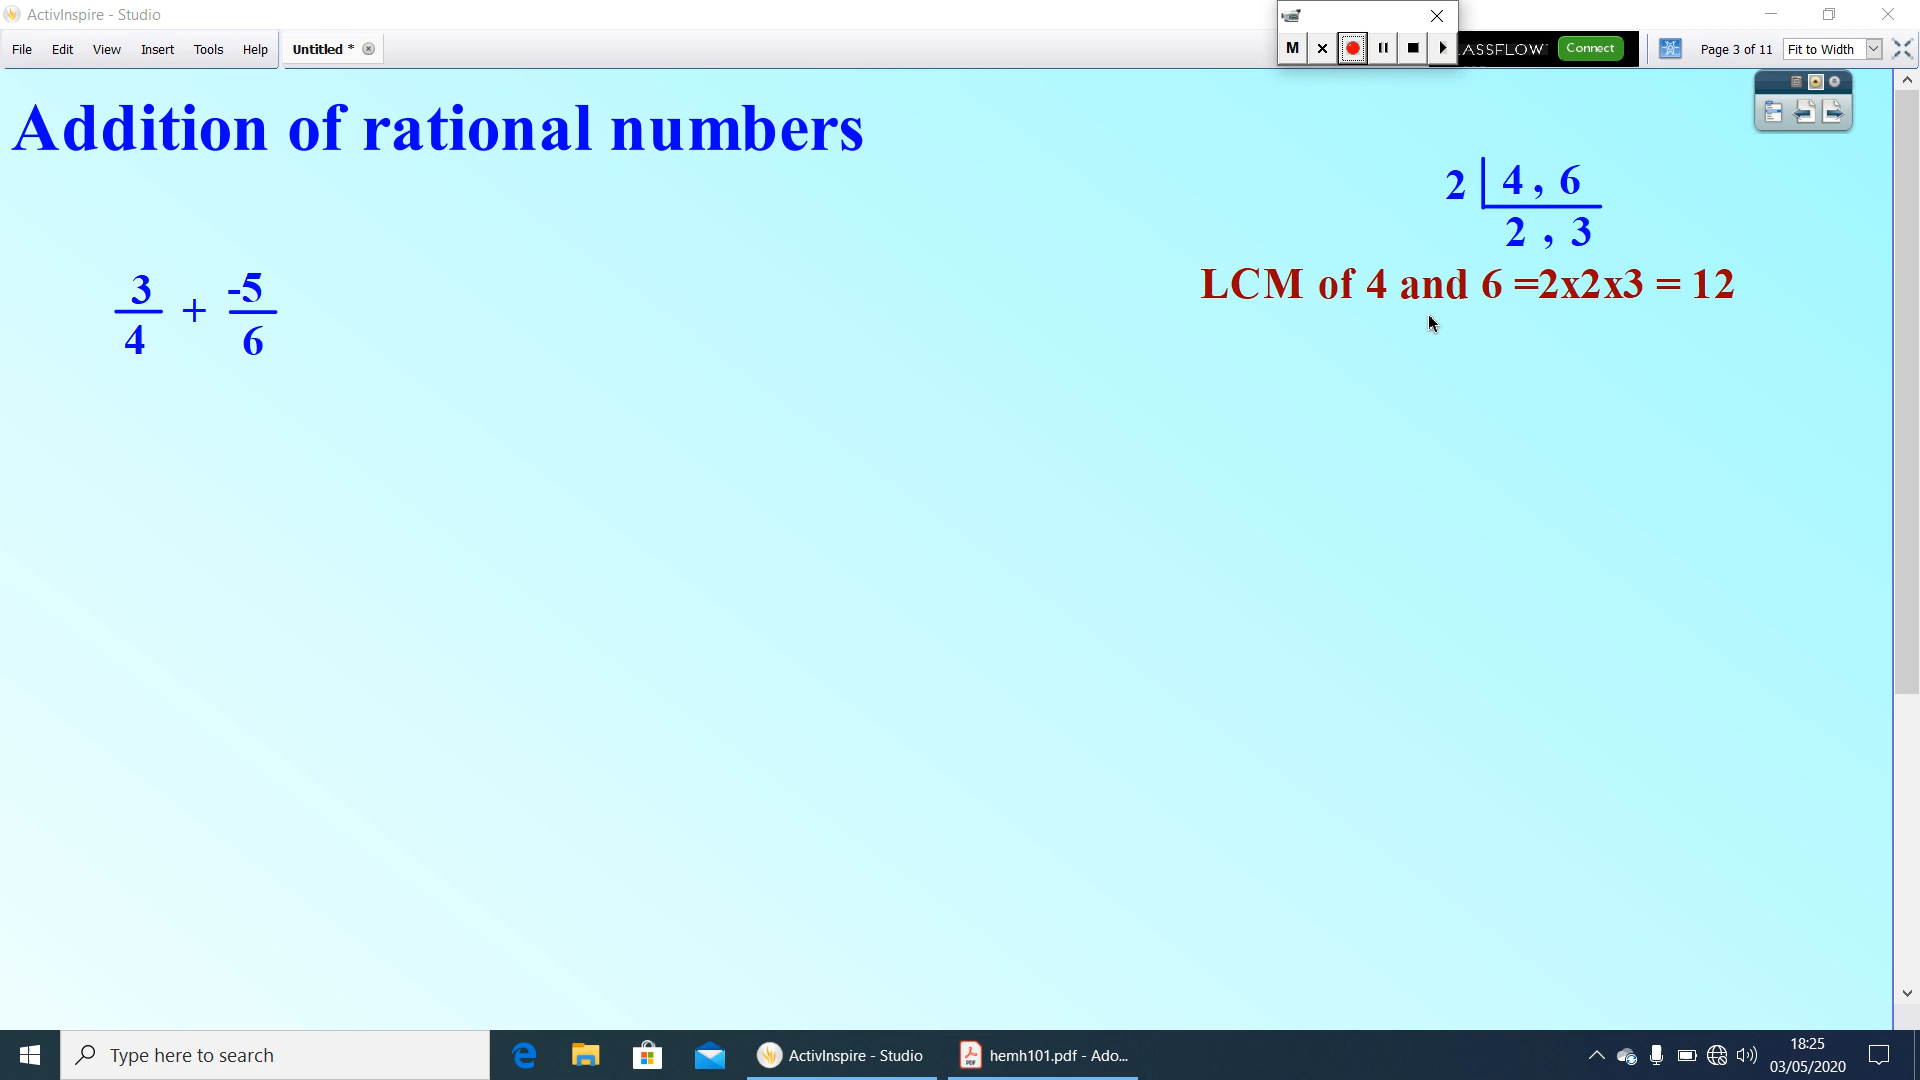 ActivInspire - Studio
File Edit View Insert Tools Help Untitled *
M
ASSFLOW Connect Page 3 of 11 Fit to Width
Addition of rational numbers
2 4 , 6
2 , 3
LCM of 4 and 6 =2x2x3 = 12
3 -5
+
4 6
Type here to search
ActivInspire - Studio
hemh101.pdf - Ado...
18:25
03/05/2020